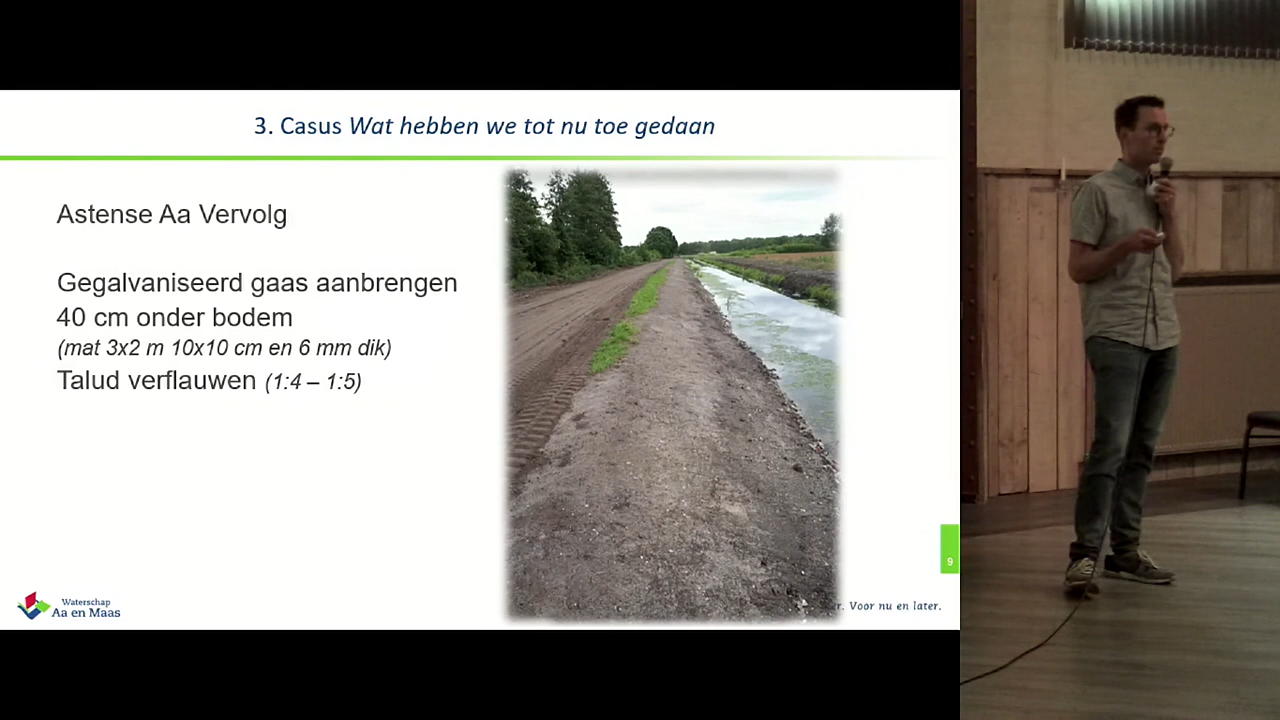 3. Casus Wat hebben we tot nu toe gedaan
Astense Aa Vervolg
Gegalvaniseerd gaas aanbrengen
40 cm onder bodem
(mat 3x2 m 10x10 cm en 6 mm dik)
Talud verflauwen (1:4 – 1:5)
9
Waterschap
Aa en Maas
r. Voor nu en later.